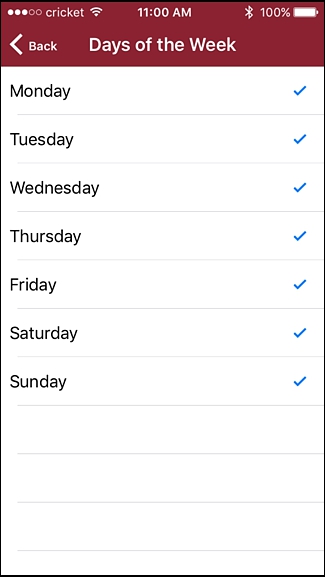 cricket 11:00 AM 100%
Back Days of the Week
Monday
Tuesday
Wednesday
Thursday
Friday
Saturday
Sunday